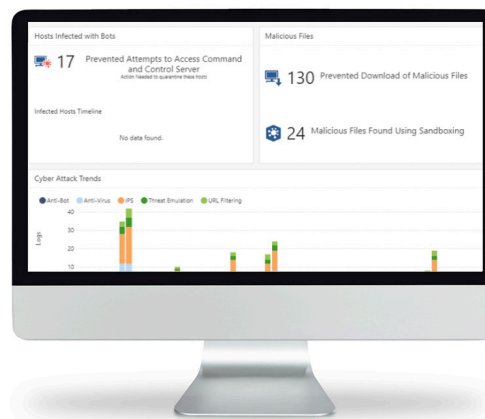 Hosts Infected with Bots
17 Prevented Attempts to Access Command
and Control Server
Action Needed to quarantine these hosts
Infected Hosts Timeline
No data found.
Malicious Files
130 Prevented Download of Malicious Files
24 Malicious Files Found Using Sandboxing
Cyber Attack Trends
Anti-Bot Anti-Virus IPS Threat Emulation URL Filtering
Logs
40
30
20
10